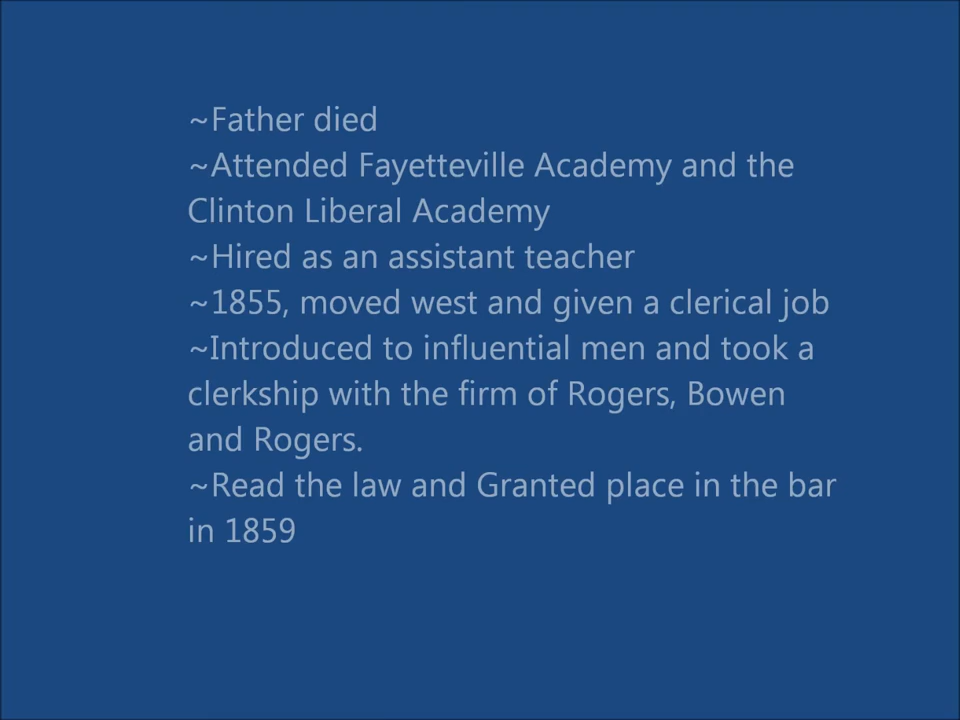 ~Father died
~Attended Fayetteville Academy and the
Clinton Liberal Academy
~Hired as an assistant teacher
~1855, moved west and given a clerical job
~Introduced to influential men and took a
clerkship with the firm of Rogers, Bowen
and Rogers.
~Read the law and Granted place in the bar
in 1859